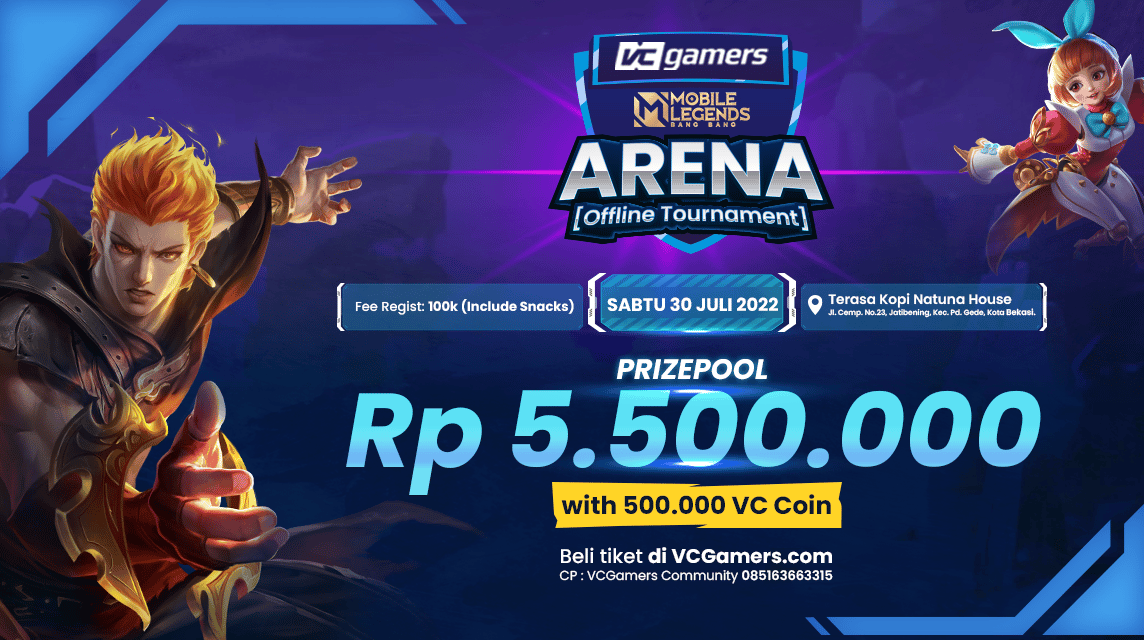 VCgamers
MOBILE
LEGENDS
BANG BANG
ARENA
[Offline Tournament]
Fee Regist: 100k (Include Snacks)
SABTU 30 JULI 2022
Terasa Kopi Natuna House
Jl. Cemp. No.23, Jatibening, Kec. Pd. Gede, Kota Bekasi.
PRIZEPOOL
Rp 5.500.000
with 500.000 VC Coin
Beli tiket di VCGamers.com
CP : VCGamers Community 085163663315